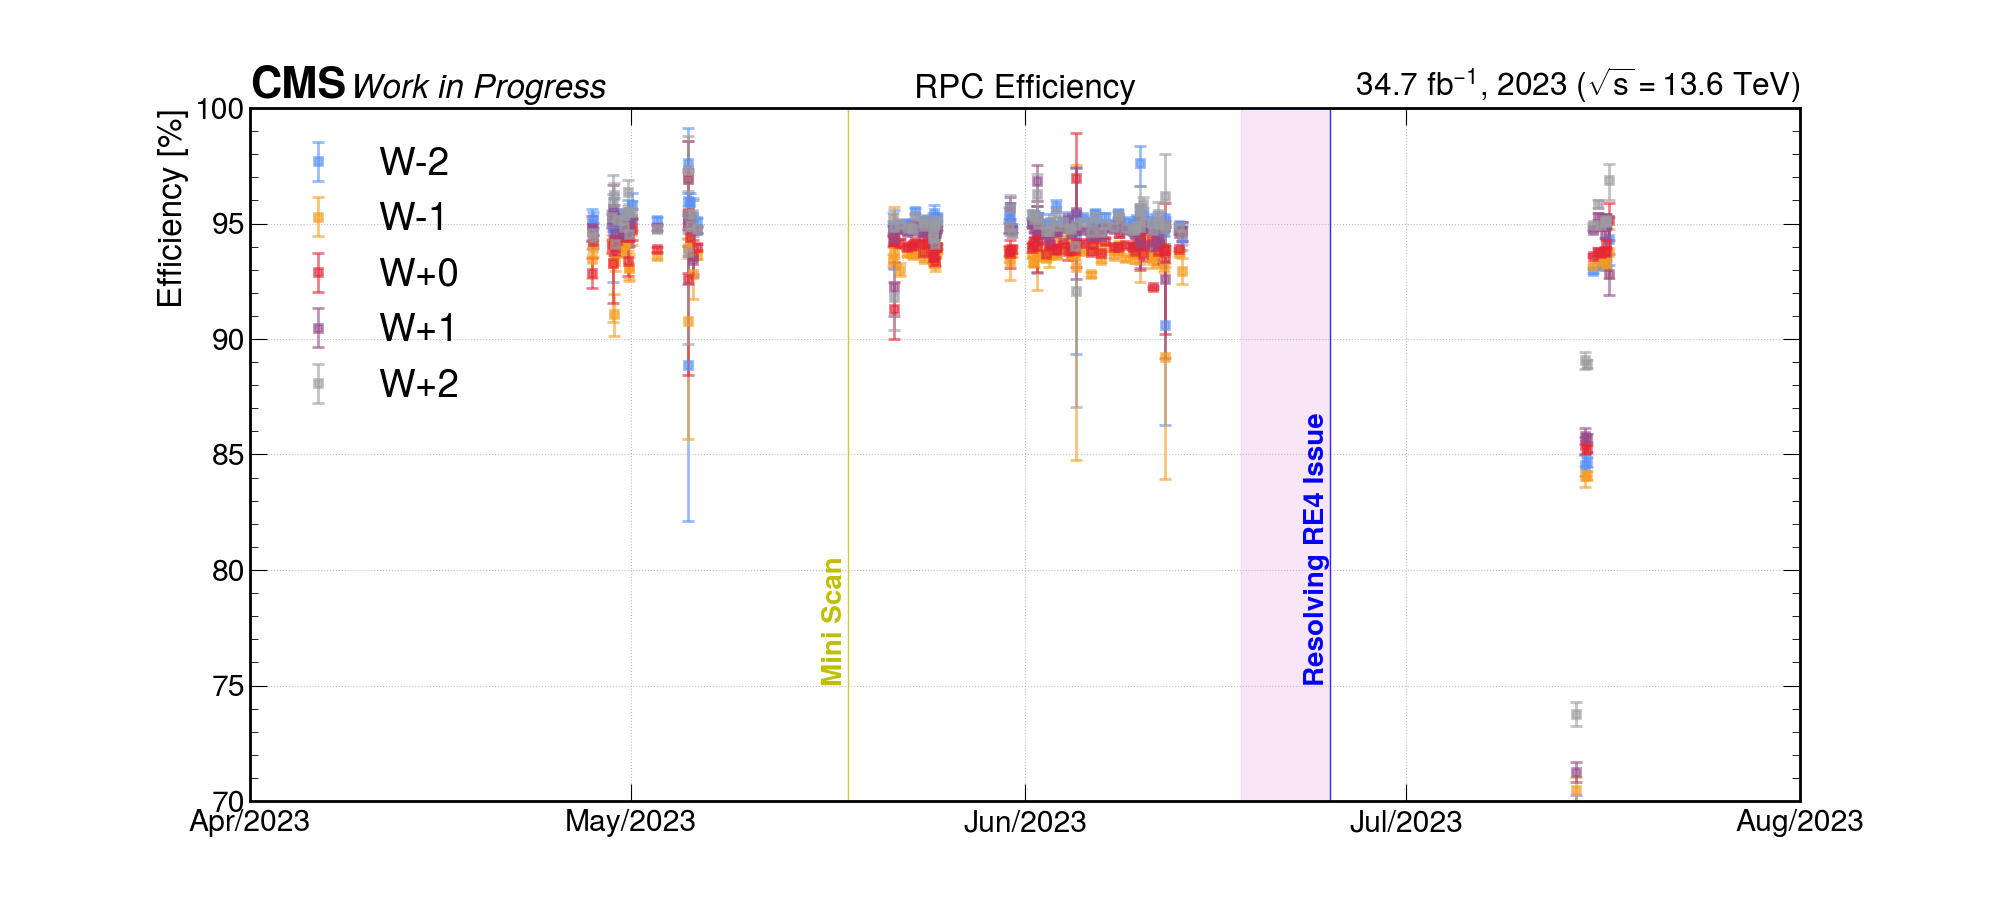 CMS Work in Progress
RPC Efficiency
34.7 fb⁻¹, 2023 (√s = 13.6 TeV)
Efficiency [%]
100
95
90
85
80
75
70
W-2
W-1
W+0
W+1
W+2
Mini Scan
Resolving RE4 Issue
Apr/2023
May/2023
Jun/2023
Jul/2023
Aug/2023